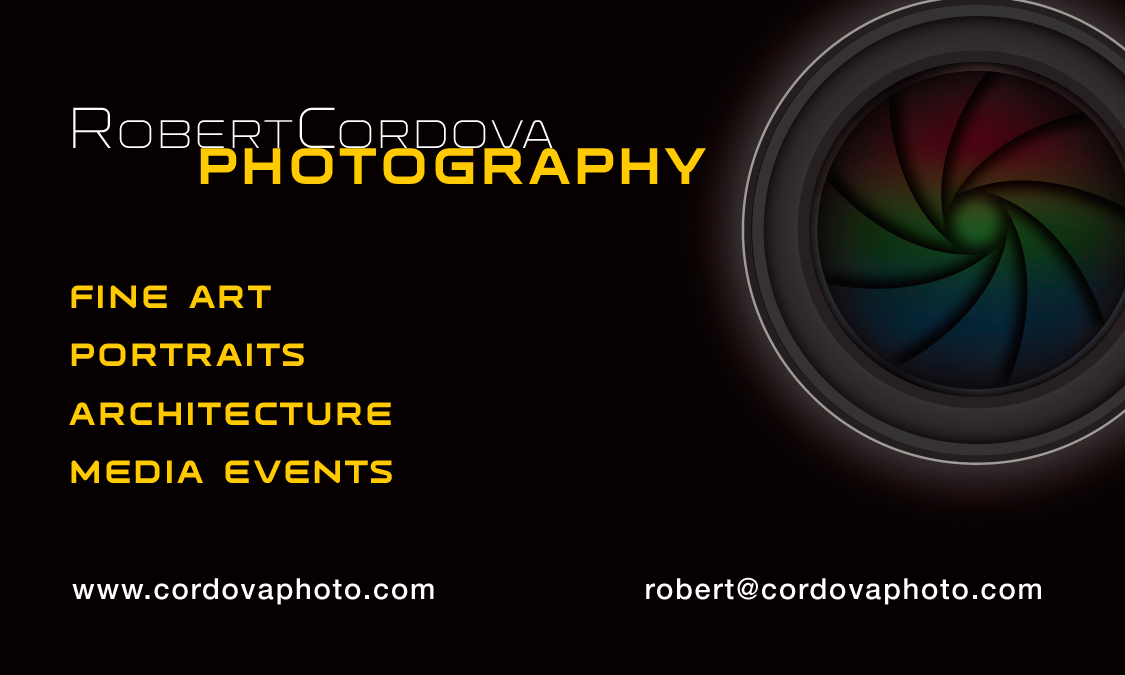 RobertCordova
PHOTOGRAPHY
FINE ART
PORTRAITS
ARCHITECTURE
MEDIA EVENTS
www.cordovaphoto.com
robert@cordovaphoto.com